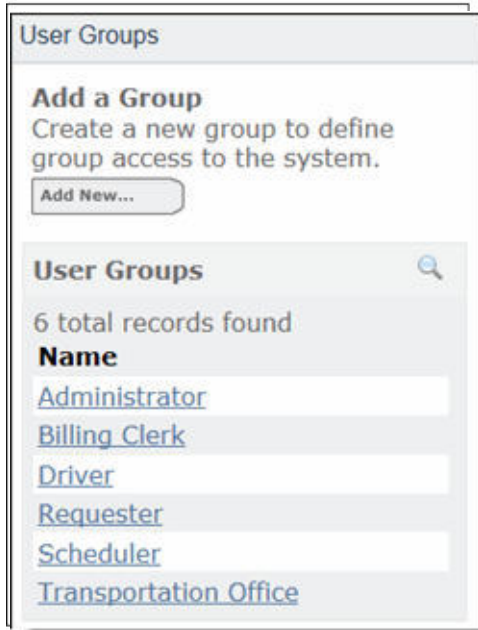 User Groups
Add a Group
Create a new group to define
group access to the system.
Add New...
User Groups
6 total records found
Name
Administrator
Billing Clerk
Driver
Requester
Scheduler
Transportation Office